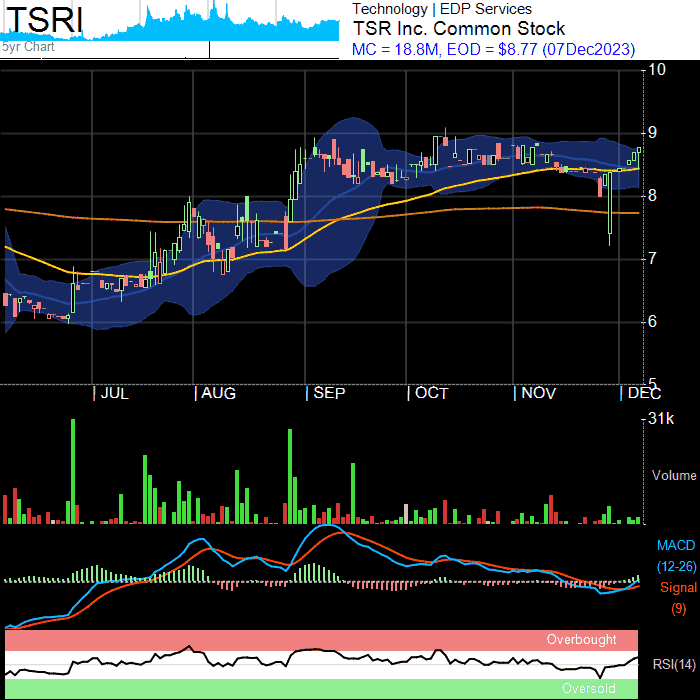 TSRI
5yr Chart
Technology | EDP Services
TSR Inc. Common Stock
MC = 18.8M, EOD = $8.77 (07Dec2023)
10
9
8
7
6
5
JUL
AUG
SEP
OCT
NOV
DEC
31k
Volume
MACD
(12-26)
Signal
(9)
Overbought
RSI(14)
Oversold